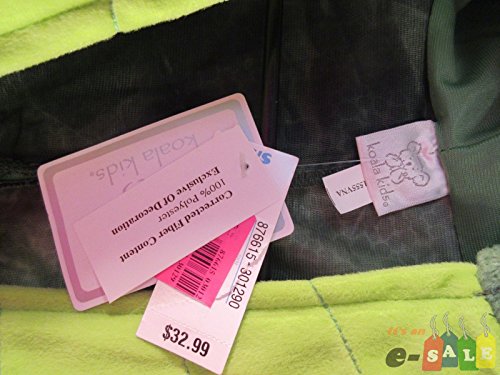 koala kids®
Corrected Fiber Content
100% Polyester
Exclusive Of Decoration
876615 - 301290
$32.99
koala kids®
It's an
e-SALE